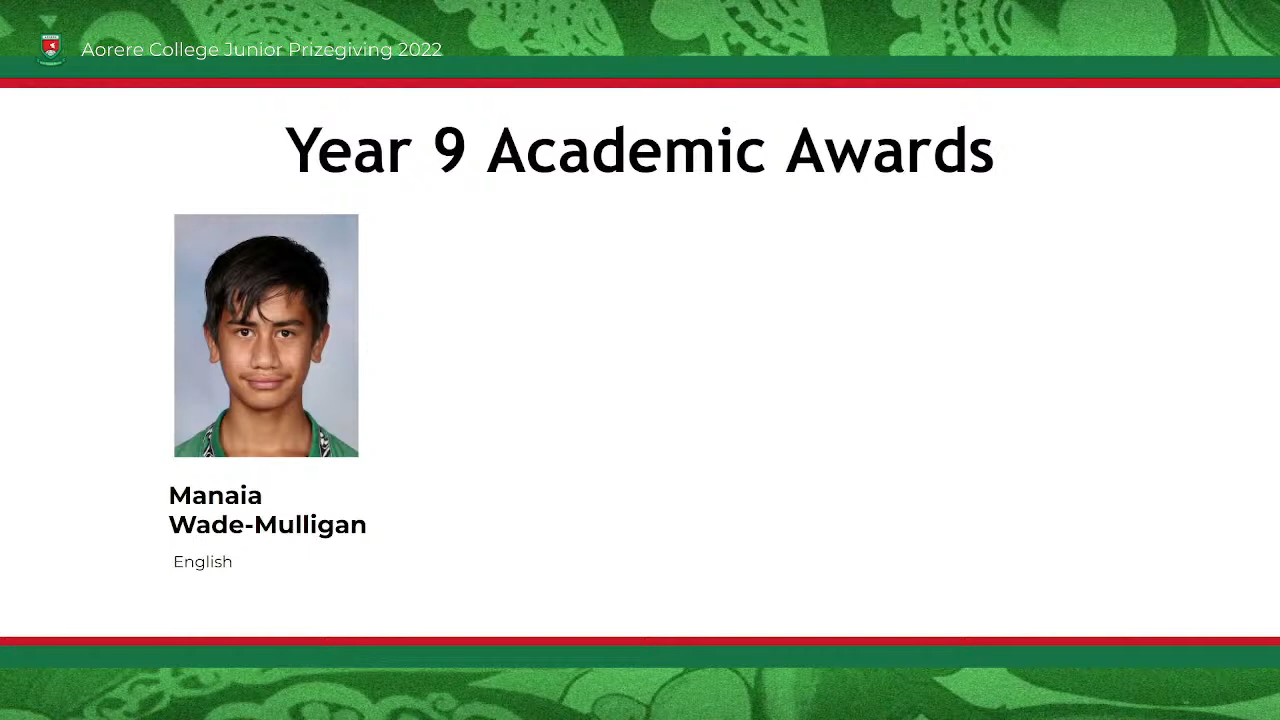 Aorere College Junior Prizegiving 2022
Year 9 Academic Awards
Manaia
Wade-Mulligan
English